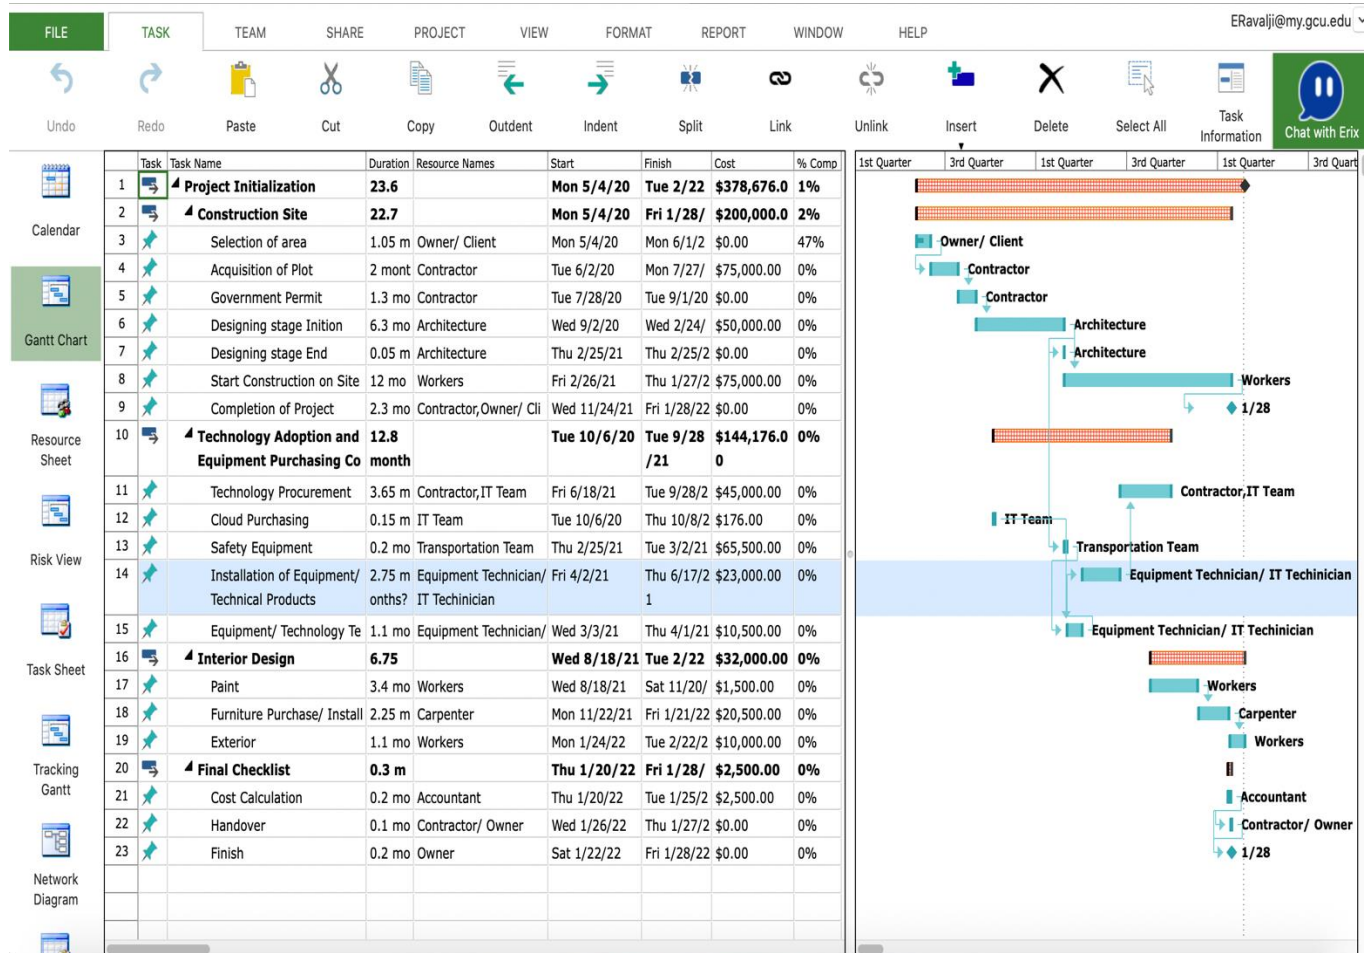 ERavalji@my.gcu.edu
FILE TASK TEAM SHARE PROJECT VIEW FORMAT REPORT WINDOW HELP
Undo Redo Paste Cut Copy Outdent Indent Split Link Unlink Insert Delete Select All Task Information Chat with Erix
Calendar
Gantt Chart
Resource Sheet
Risk View
Task Sheet
Tracking Gantt
Network Diagram
Task Task Name Duration Resource Names Start Finish Cost % Comp
1 Project Initialization 23.6 Mon 5/4/20 Tue 2/22 $378,676.0 1%
2 Construction Site 22.7 Mon 5/4/20 Fri 1/28/ $200,000.0 2%
3 Selection of area 1.05 m Owner/ Client Mon 5/4/20 Mon 6/1/2 $0.00 47%
4 Acquisition of Plot 2 mont Contractor Tue 6/2/20 Mon 7/27/ $75,000.00 0%
5 Government Permit 1.3 mo Contractor Tue 7/28/20 Tue 9/1/20 $0.00 0%
6 Designing stage Inition 6.3 mo Architecture Wed 9/2/20 Wed 2/24/ $50,000.00 0%
7 Designing stage End 0.05 m Architecture Thu 2/25/21 Thu 2/25/2 $0.00 0%
8 Start Construction on Site 12 mo Workers Fri 2/26/21 Thu 1/27/2 $75,000.00 0%
9 Completion of Project 2.3 mo Contractor,Owner/ Cli Wed 11/24/21 Fri 1/28/22 $0.00 0%
10 Technology Adoption and 12.8 Tue 10/6/20 Tue 9/28 $144,176.0 0%
Equipment Purchasing Co month /21 0
11 Technology Procurement 3.65 m Contractor,IT Team Fri 6/18/21 Tue 9/28/2 $45,000.00 0%
12 Cloud Purchasing 0.15 m IT Team Tue 10/6/20 Thu 10/8/2 $176.00 0%
13 Safety Equipment 0.2 mo Transportation Team Thu 2/25/21 Tue 3/2/21 $65,500.00 0%
14 Installation of Equipment/ 2.75 m Equipment Technician/ Fri 4/2/21 Thu 6/17/2 $23,000.00 0%
Technical Products onths? IT Techinician 1
15 Equipment/ Technology Te 1.1 mo Equipment Technician/ Wed 3/3/21 Thu 4/1/21 $10,500.00 0%
16 Interior Design 6.75 Wed 8/18/21 Tue 2/22 $32,000.00 0%
17 Paint 3.4 mo Workers Wed 8/18/21 Sat 11/20/ $1,500.00 0%
18 Furniture Purchase/ Install 2.25 m Carpenter Mon 11/22/21 Fri 1/21/22 $20,500.00 0%
19 Exterior 1.1 mo Workers Mon 1/24/22 Tue 2/22/2 $10,000.00 0%
20 Final Checklist 0.3 m Thu 1/20/22 Fri 1/28/ $2,500.00 0%
21 Cost Calculation 0.2 mo Accountant Thu 1/20/22 Tue 1/25/2 $2,500.00 0%
22 Handover 0.1 mo Contractor/ Owner Wed 1/26/22 Thu 1/27/2 $0.00 0%
23 Finish 0.2 mo Owner Sat 1/22/22 Fri 1/28/22 $0.00 0%
1st Quarter 3rd Quarter 1st Quarter 3rd Quarter 1st Quarter 3rd Quart
Owner/ Client
Contractor
Contractor
Architecture
Architecture
Workers
1/28
Contractor,IT Team
IT Team
Transportation Team
Equipment Technician/ IT Techinician
Equipment Technician/ IT Techinician
Workers
Carpenter
Workers
Accountant
Contractor/ Owner
1/28